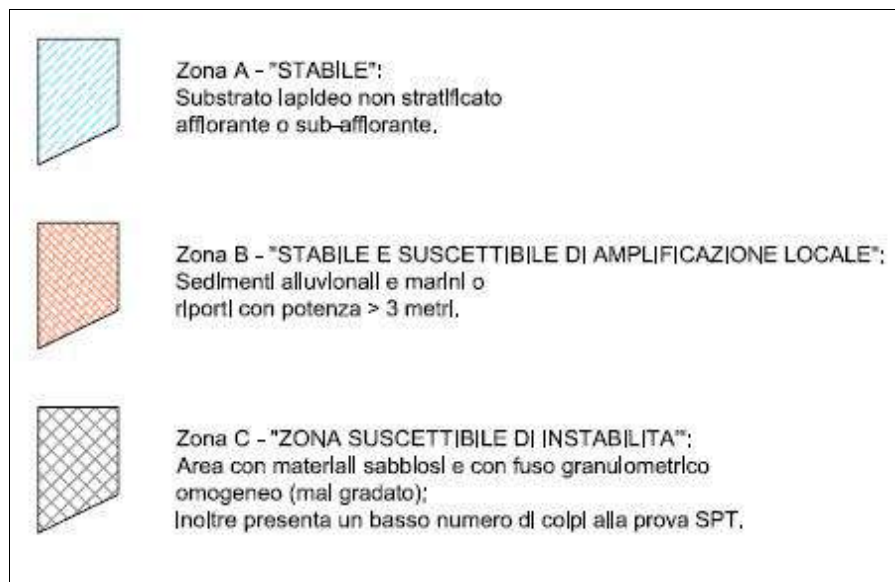 Zona A - "STABILE":
Substrato lapideo non stratificato
affiorante o sub-affiorante.
Zona B - "STABILE E SUSCETTIBILE DI AMPLIFICAZIONE LOCALE";
Sedimenti alluvionali e marini o
riporti con potenza > 3 metri.
Zona C - "ZONA SUSCETTIBILE DI INSTABILITA'";
Area con materiali sabbiosi e con fuso granulometrico
omogeneo (mal gradato);
Inoltre presenta un basso numero di colpi alla prova SPT.